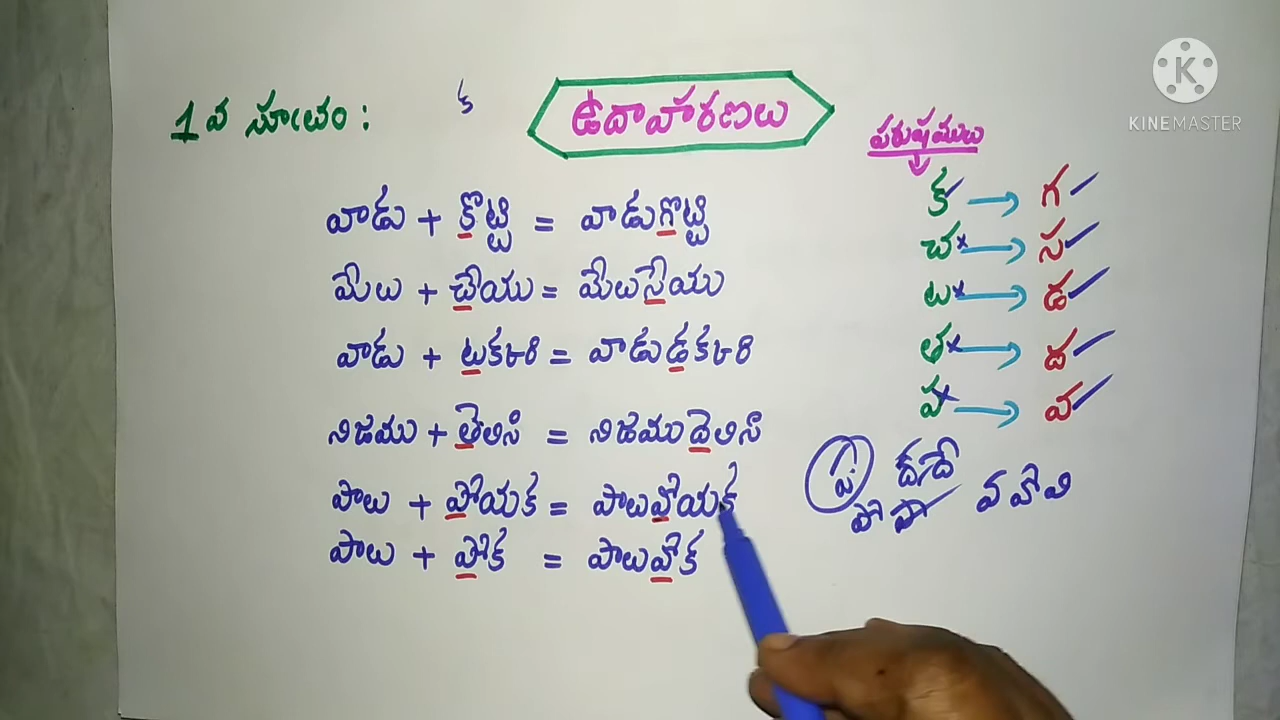 1వ సూత్రం : క ఉదాహరణలు
KINEMASTER
పరుషములు
వాడు + కొట్టి = వాడుగొట్టి
క → గ
మేలు + చేయు = మేలుసేయు
చ → స
వాడు + టక్కరి = వాడుడక్కరి
ట → డ
నిజము + తెలిసి = నిజముదెలిసి
త → ద
ప → వ
పాలు + పోయక = పాలువోయక
పాలు + పోక = పాలువోక